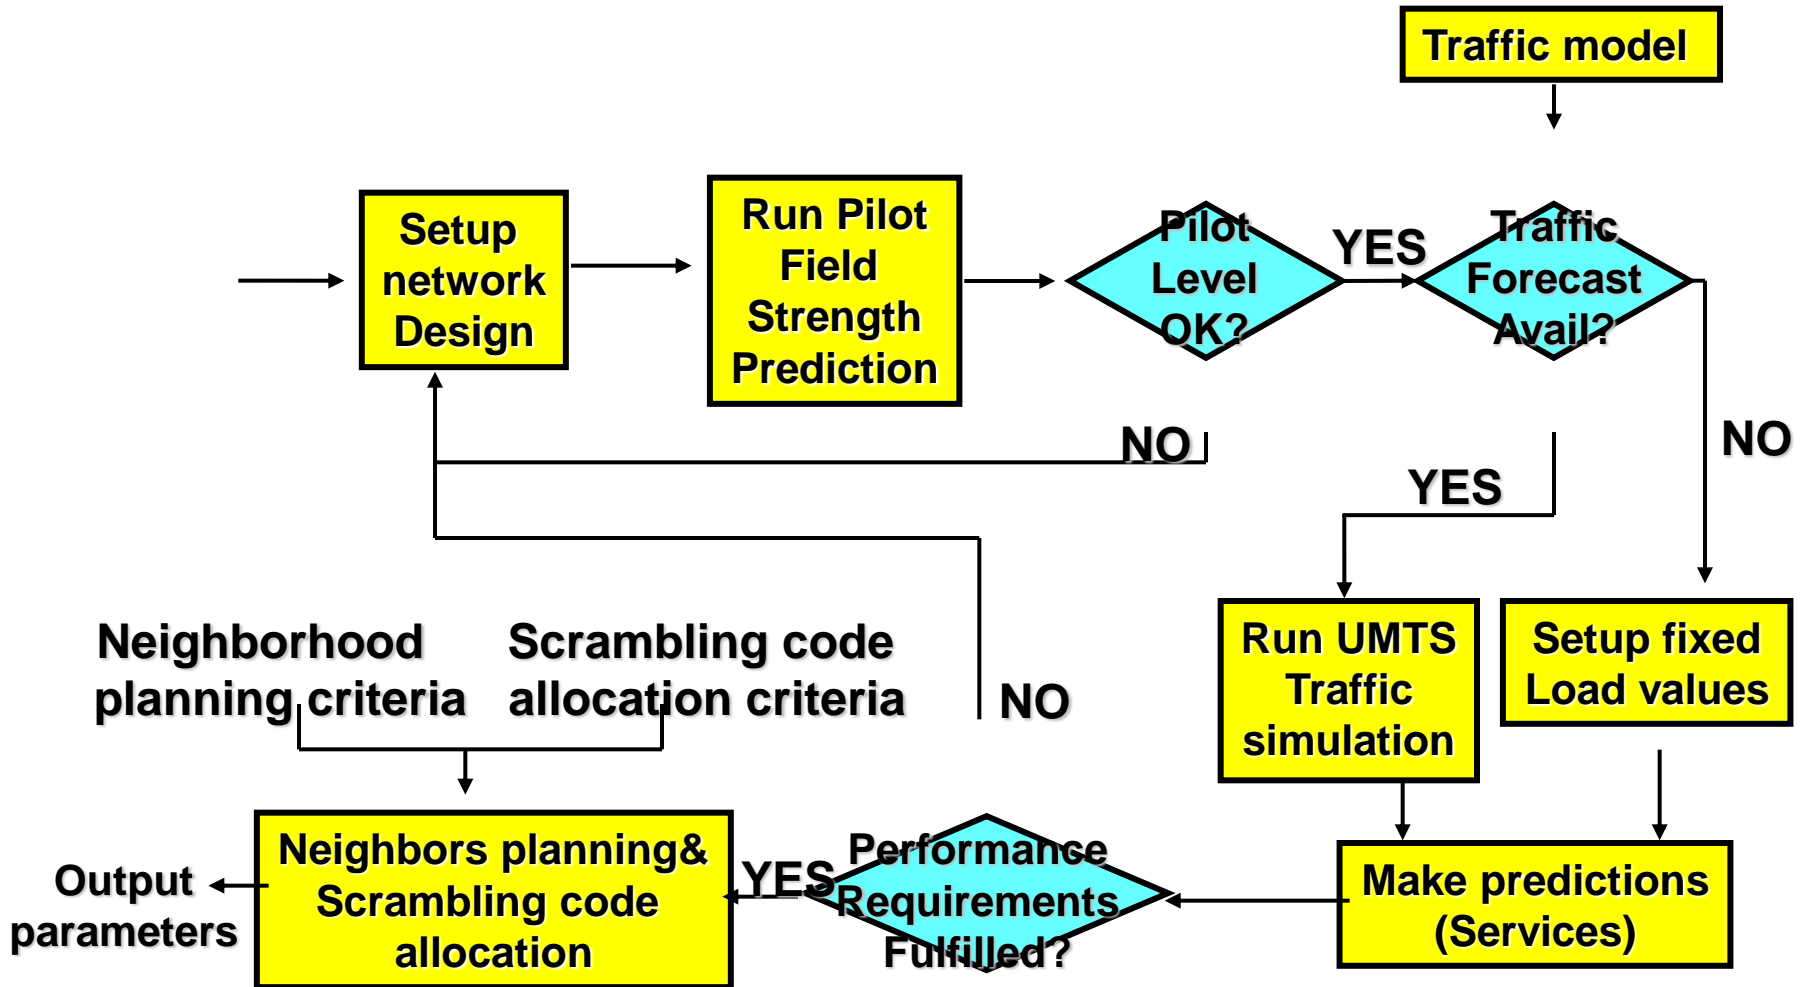 Traffic model
Setup
network
Design
Run Pilot
Field
Strength
Prediction
Pilot
Level
OK?
YES
Traffic
Forecast
Avail?
NO
NO
YES
Neighborhood
planning criteria
Scrambling code
allocation criteria
NO
Run UMTS
Traffic
simulation
Setup fixed
Load values
Output
parameters
Neighbors planning&
Scrambling code
allocation
YES
Performance
Requirements
Fulfilled?
Make predictions
(Services)